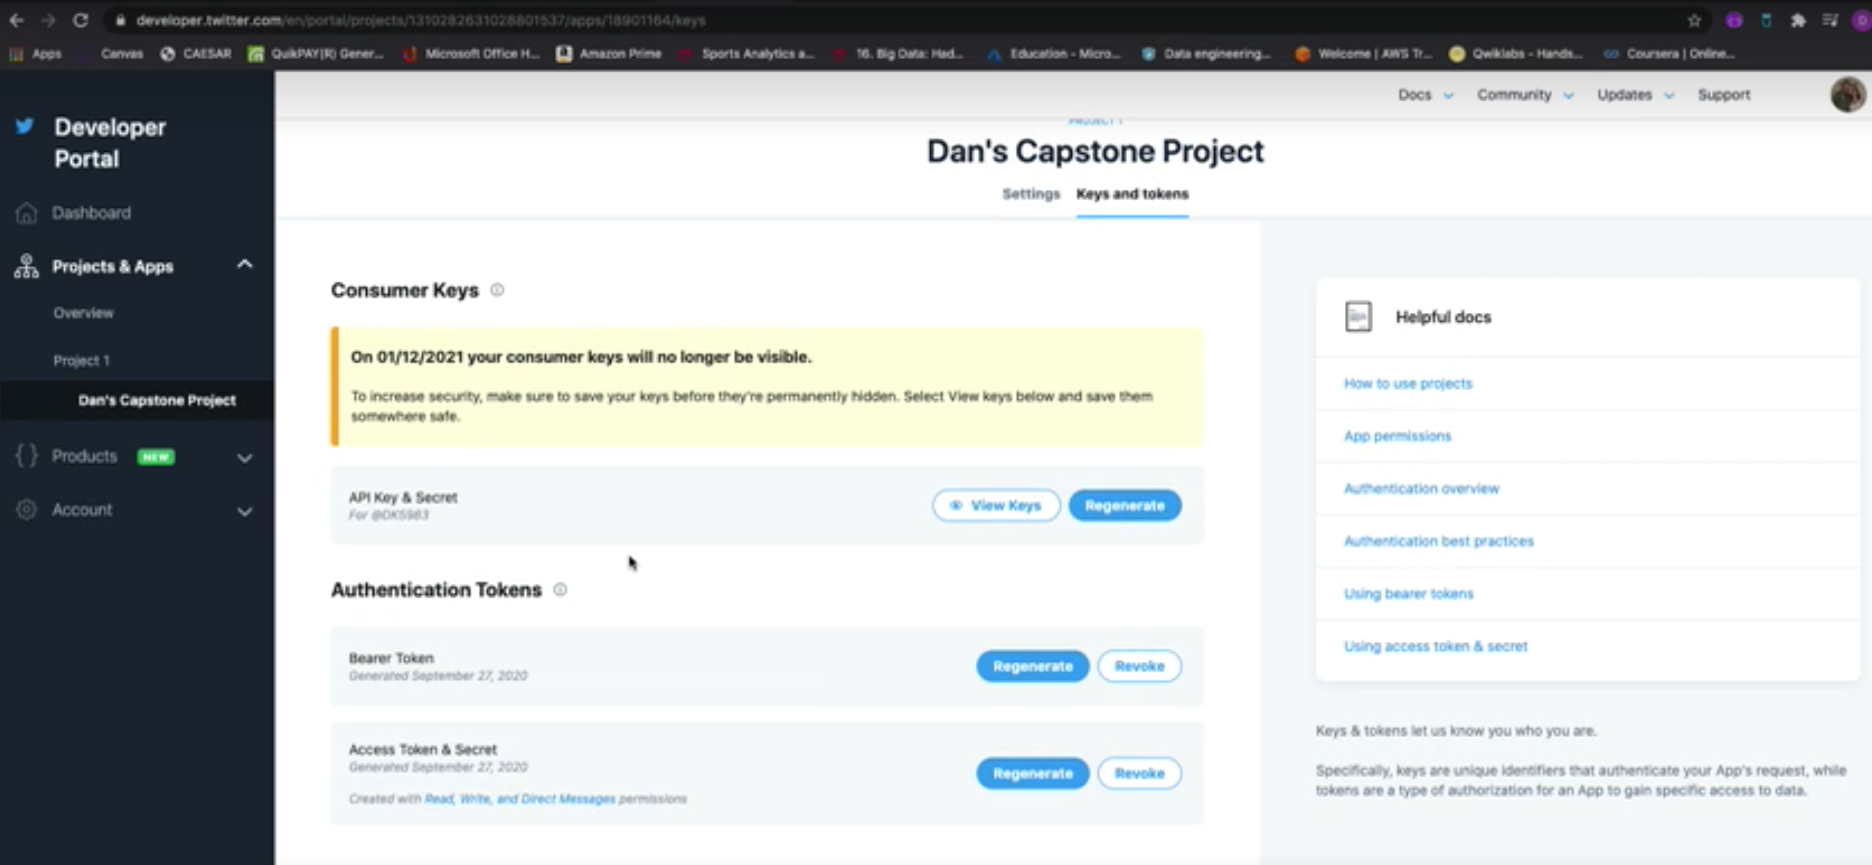 developer.twitter.com/en/portal/projects/1310282631028801537/apps/18901164/keys
Apps Canvas CAESAR QuikPAY(R) Gener... Microsoft Office H... Amazon Prime Sports Analytics a... 16. Big Data: Had... Education - Micro... Data engineering... Welcome | AWS Tr... Qwiklabs - Hands... Coursera | Online...
Developer
Portal
Dashboard
Projects & Apps
Overview
Project 1
Dan's Capstone Project
Products NEW
Account
Docs Community Updates Support
PROJECT 1
Dan's Capstone Project
Settings Keys and tokens
Consumer Keys
On 01/12/2021 your consumer keys will no longer be visible.
To increase security, make sure to save your keys before they're permanently hidden. Select View keys below and save them
somewhere safe.
API Key & Secret
For @DK5983
View Keys Regenerate
Authentication Tokens
Bearer Token
Generated September 27, 2020
Regenerate Revoke
Access Token & Secret
Generated September 27, 2020
Created with Read, Write, and Direct Messages permissions
Regenerate Revoke
Helpful docs
How to use projects
App permissions
Authentication overview
Authentication best practices
Using bearer tokens
Using access token & secret
Keys & tokens let us know you who you are.
Specifically, keys are unique identifiers that authenticate your App's request, while
tokens are a type of authorization for an App to gain specific access to data.